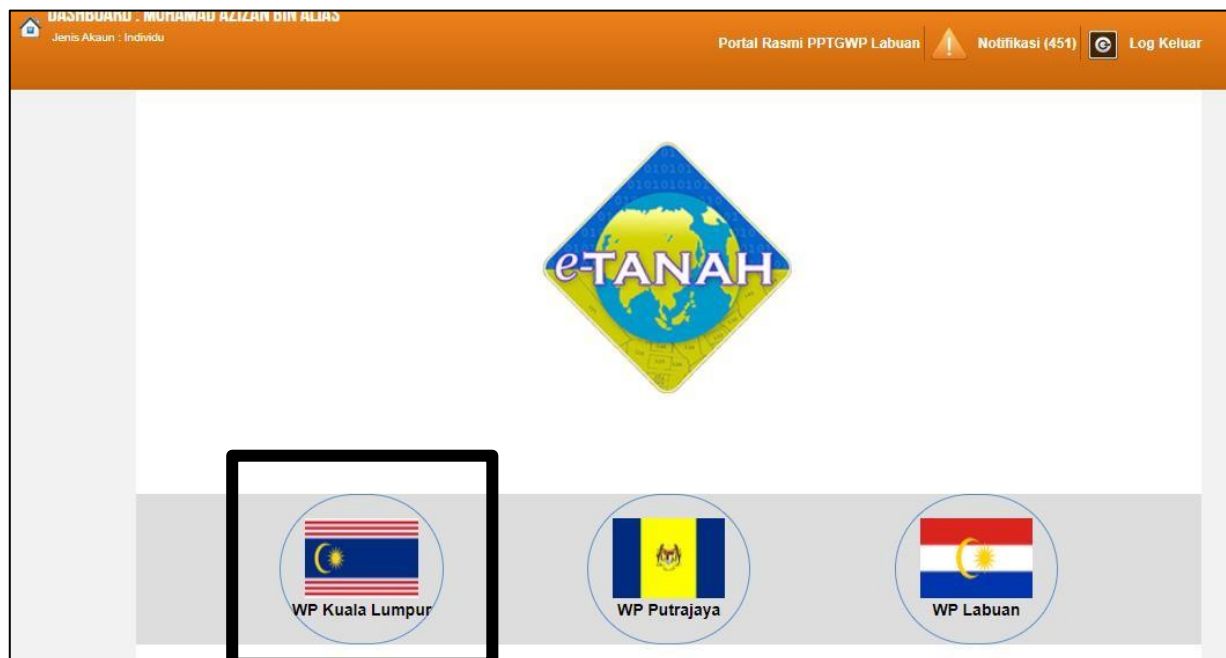 DASHBOARD : MUHAMAD AZIZAN BIN ALIAS
Jenis Akaun : Individu
Portal Rasmi PPTGWP Labuan
Notifikasi (451)
Log Keluar
e-TANAH
WP Kuala Lumpur
WP Putrajaya
WP Labuan